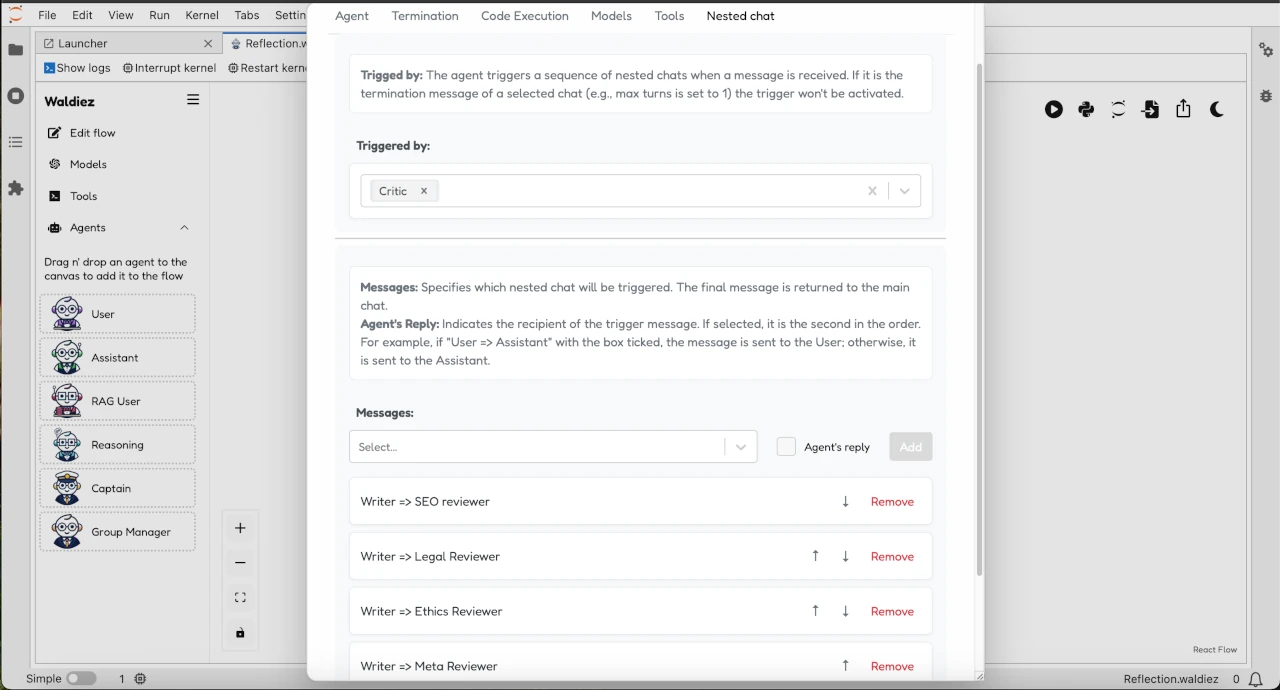 File Edit View Run Kernel Tabs Settin
Agent Termination Code Execution Models Tools Nested chat
Launcher
Reflection.w
Show logs Interrupt kernel Restart kerne
Waldiez
Edit flow
Models
Tools
Agents
Drag n' drop an agent to the
canvas to add it to the flow
User
Assistant
RAG User
Reasoning
Captain
Group Manager
Trigged by: The agent triggers a sequence of nested chats when a message is received. If it is the
termination message of a selected chat (e.g., max turns is set to 1) the trigger won't be activated.
Triggered by:
Critic
Messages: Specifies which nested chat will be triggered. The final message is returned to the main
chat.
Agent's Reply: Indicates the recipient of the trigger message. If selected, it is the second in the order.
For example, if "User => Assistant" with the box ticked, the message is sent to the User; otherwise, it
is sent to the Assistant.
Messages:
Select... Agent's reply Add
Writer => SEO reviewer ↓ Remove
Writer => Legal Reviewer ↑ ↓ Remove
Writer => Ethics Reviewer ↑ ↓ Remove
Writer => Meta Reviewer ↑ Remove
React Flow
Simple 1 Reflection.waldiez 0